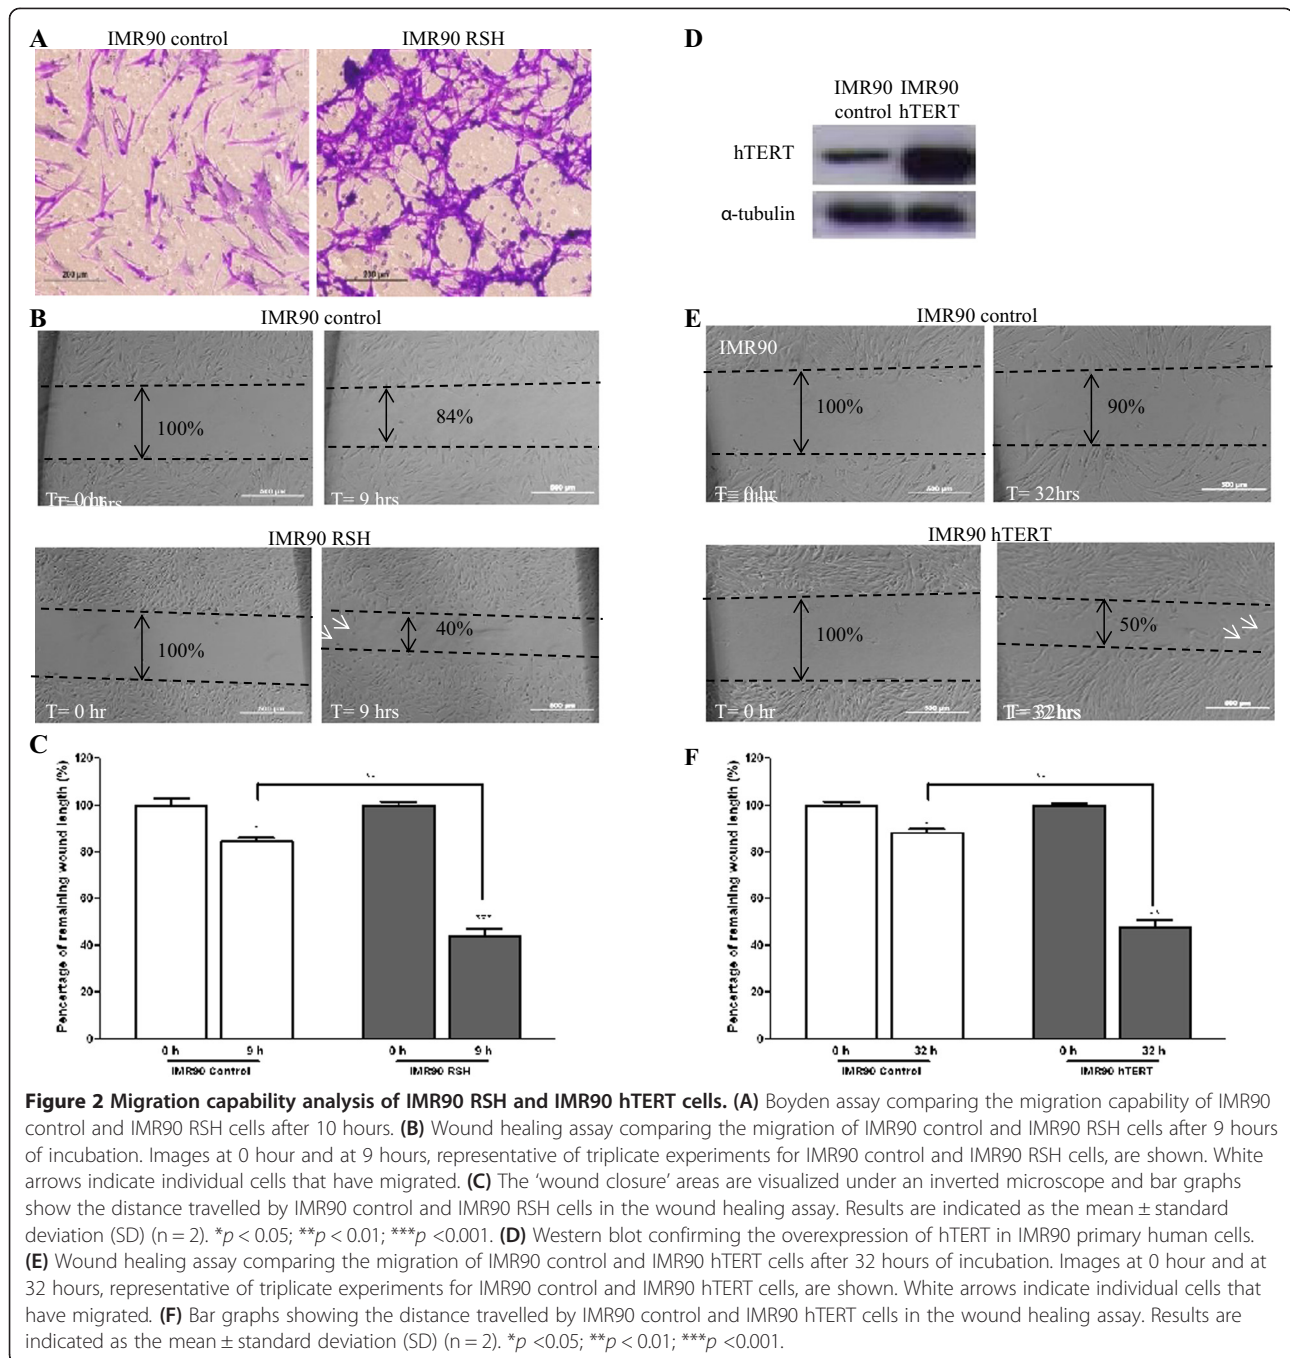 A
IMR90 control
IMR90 RSH
200 µm
D
IMR90 IMR90
control hTERT
hTERT
α-tubulin
B
IMR90 control
100%
84%
T= 0 hr
T= 9 hrs
IMR90 RSH
100%
40%
T= 0 hr
T= 9 hrs
E
IMR90 control
IMR90
100%
90%
T= 0 hr
T= 32hrs
500 µm
IMR90 hTERT
100%
50%
T= 0 hr
T= 32 hrs
C
Percentage of remaining wound length (%)
120
100
80
60
40
20
0
0 h
9 h
0 h
9 h
IMR90 Control
IMR90 RSH
F
Percentage of remaining wound length (%)
120
100
80
60
40
20
0
0 h
32 h
0 h
32 h
IMR90 Control
IMR90 hTERT
Figure 2 Migration capability analysis of IMR90 RSH and IMR90 hTERT cells. (A) Boyden assay comparing the migration capability of IMR90
control and IMR90 RSH cells after 10 hours. (B) Wound healing assay comparing the migration of IMR90 control and IMR90 RSH cells after 9 hours
of incubation. Images at 0 hour and at 9 hours, representative of triplicate experiments for IMR90 control and IMR90 RSH cells, are shown. White
arrows indicate individual cells that have migrated. (C) The ‘wound closure’ areas are visualized under an inverted microscope and bar graphs
show the distance travelled by IMR90 control and IMR90 RSH cells in the wound healing assay. Results are indicated as the mean ± standard
deviation (SD) (n = 2). *p < 0.05; **p < 0.01; ***p <0.001. (D) Western blot confirming the overexpression of hTERT in IMR90 primary human cells.
(E) Wound healing assay comparing the migration of IMR90 control and IMR90 hTERT cells after 32 hours of incubation. Images at 0 hour and at
32 hours, representative of triplicate experiments for IMR90 control and IMR90 hTERT cells, are shown. White arrows indicate individual cells that
have migrated. (F) Bar graphs showing the distance travelled by IMR90 control and IMR90 hTERT cells in the wound healing assay. Results are
indicated as the mean ± standard deviation (SD) (n = 2). *p <0.05; **p < 0.01; ***p <0.001.